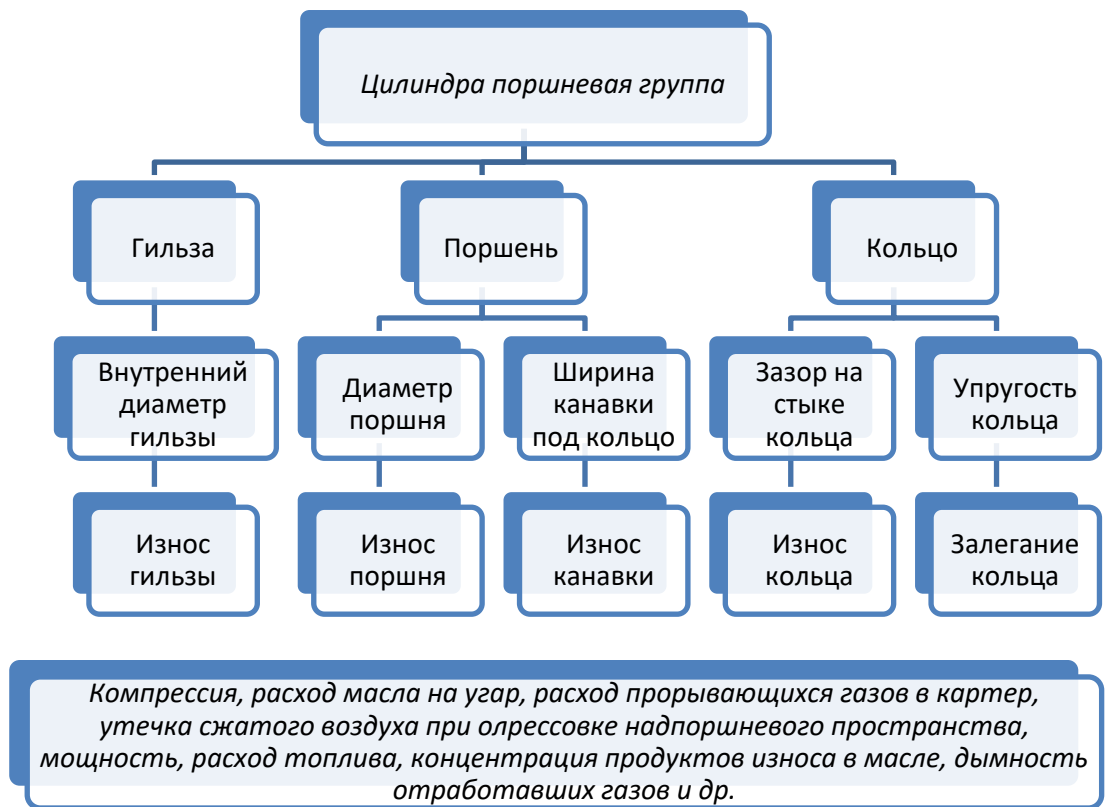 Цилиндра поршневая группа
Гильза
Поршень
Кольцо
Внутренний
диаметр
гильзы
Диаметр
поршня
Ширина
канавки
под кольцо
Зазор на
стыке
кольца
Упругость
кольца
Износ
гильзы
Износ
поршня
Износ
канавки
Износ
кольца
Залегание
кольца
Компрессия, расход масла на угар, расход прорывающихся газов в картер,
утечка сжатого воздуха при олрессовке надпоршневого пространства,
мощность, расход топлива, концентрация продуктов износа в масле, дымность
отработавших газов и др.